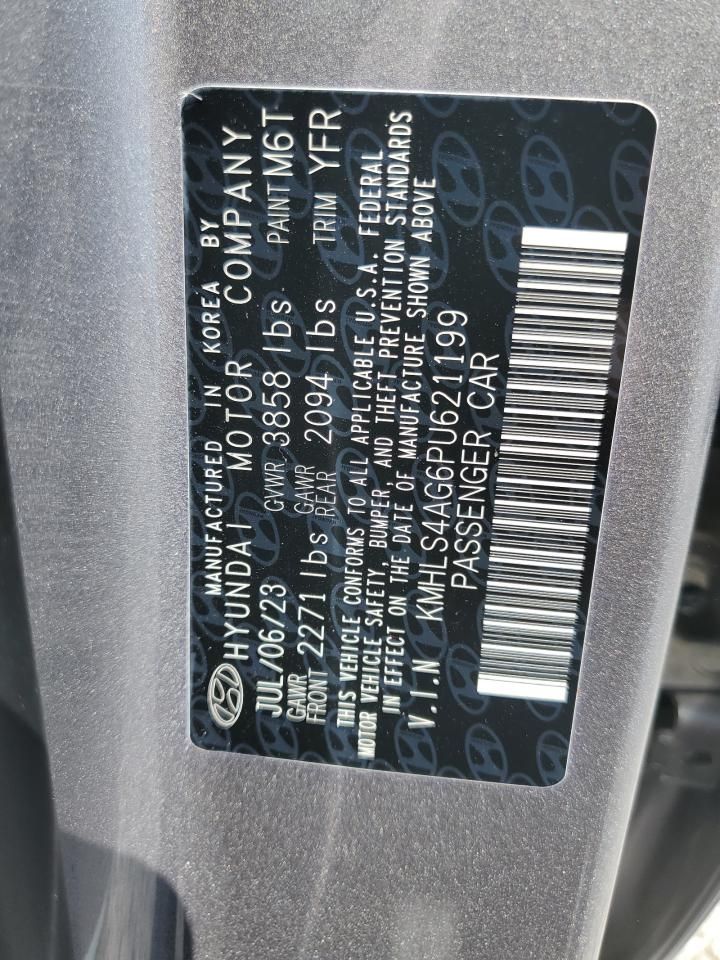 MANUFACTURED IN KOREA BY
HYUNDAI MOTOR COMPANY
JUL/06/23 GVWR 3858 lbs PAINT M6T
GAWR FRONT 2271 lbs GAWR REAR 2094 lbs TRIM YFR
THIS VEHICLE CONFORMS TO ALL APPLICABLE U.S.A. FEDERAL
MOTOR VEHICLE SAFETY, BUMPER, AND THEFT PREVENTION STANDARDS
IN EFFECT ON THE DATE OF MANUFACTURE SHOWN ABOVE
V.I.N KMHLS4AG6PU621199
PASSENGER CAR